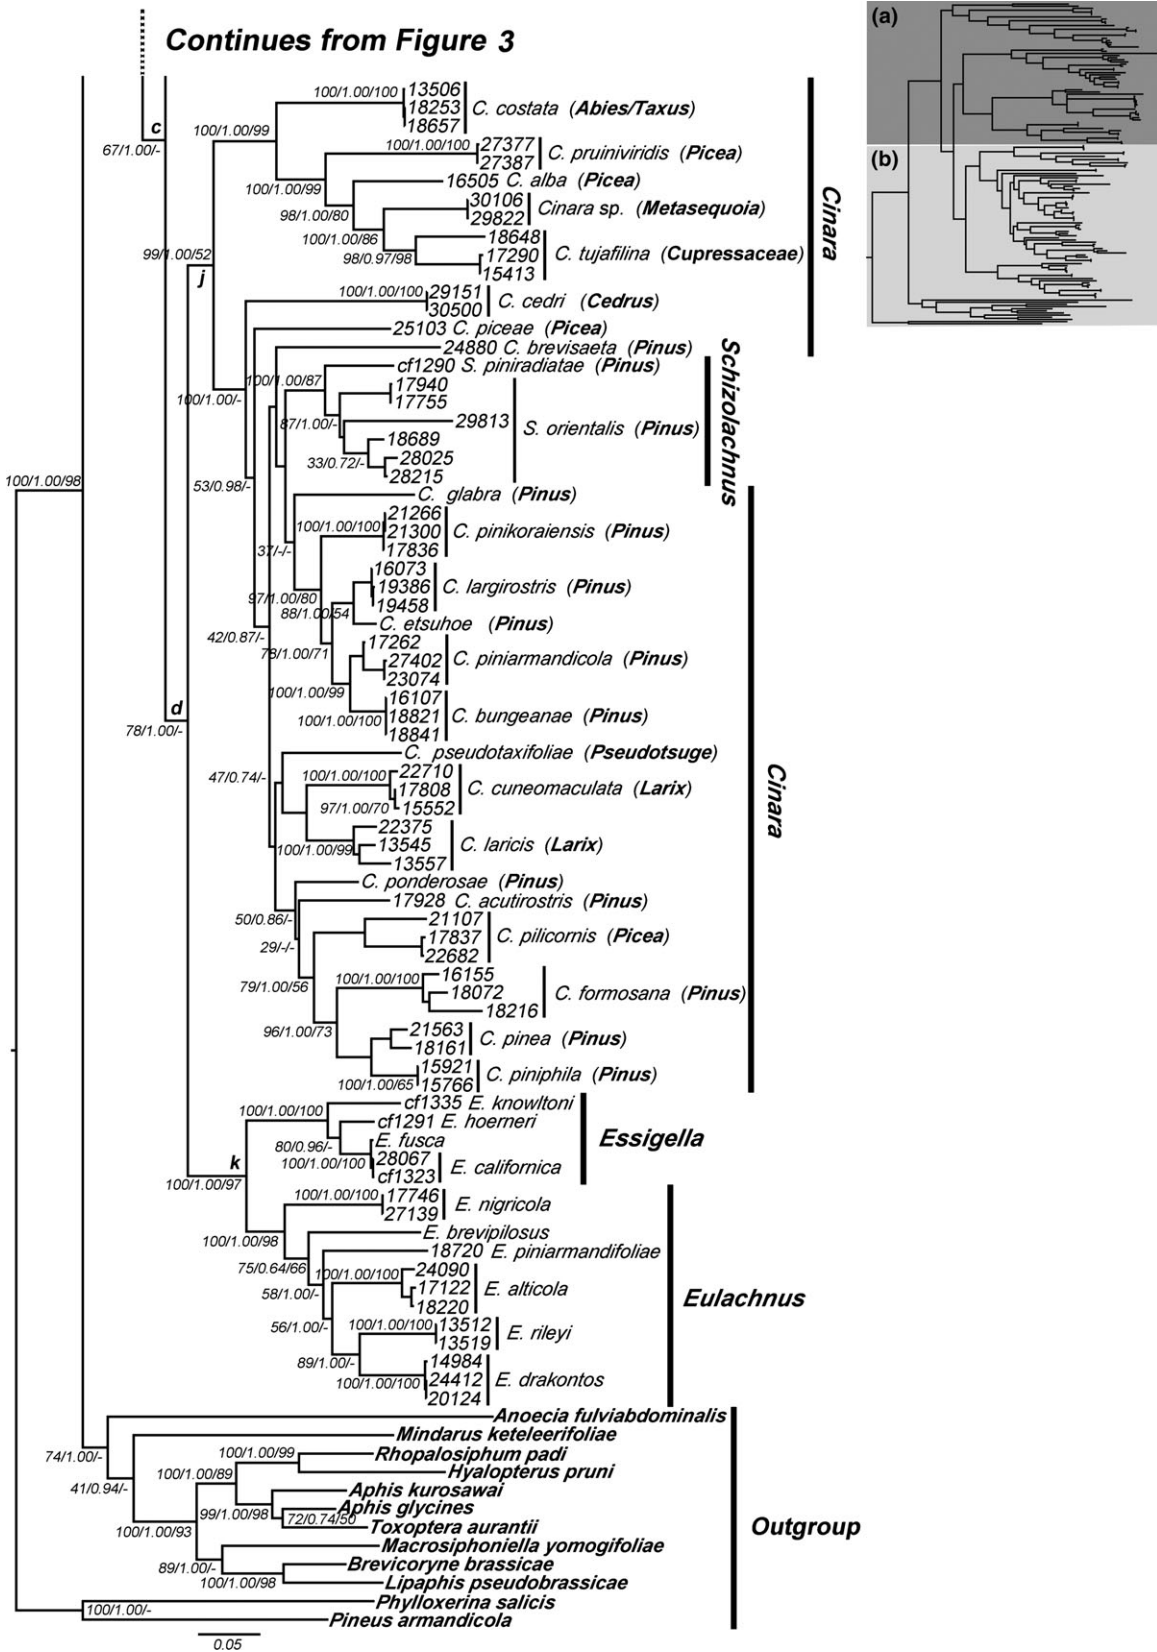 Continues from Figure 3
(a)
(b)
c
67/1.00/-
100/1.00/100
13506
18253
18657
C. costata (Abies/Taxus)
100/1.00/99
100/1.00/100
27377
27387
C. pruiniviridis (Picea)
100/1.00/99
16505 C. alba (Picea)
98/1.00/80
30106
29822
Cinara sp. (Metasequoia)
100/1.00/86
98/0.97/98
18648
17290
15413
C. tujafilina (Cupressaceae)
Cinara
99/1.00/52
j
100/1.00/100
29151
30500
C. cedri (Cedrus)
25103 C. piceae (Picea)
24880 C. brevisaeta (Pinus)
100/1.00/87
cf1290 S. piniradiatae (Pinus)
100/1.00/-
17940
17755
87/1.00/-
29813
S. orientalis (Pinus)
18689
33/0.72/-
28025
28215
Schizolachnus
100/1.00/98
53/0.98/-
C. glabra (Pinus)
21266
100/1.00/100
21300
17836
C. pinikoraiensis (Pinus)
37/-/-
16073
19386
19458
C. largirostris (Pinus)
97/1.00/80
88/1.00/54
C. etsuhoe (Pinus)
42/0.87/-
78/1.00/71
17262
27402
23074
C. piniarmandicola (Pinus)
100/1.00/99
16107
18821
18841
100/1.00/100
C. bungeanae (Pinus)
d
78/1.00/-
C. pseudotaxifoliae (Pseudotsuge)
47/0.74/-
100/1.00/100
22710
17808
15552
C. cuneomaculata (Larix)
97/1.00/70
22375
13545
13557
C. laricis (Larix)
100/1.00/99
Cinara
C. ponderosae (Pinus)
17928 C. acutirostris (Pinus)
50/0.86/-
29/-/-
21107
17837
22682
C. pilicornis (Picea)
79/1.00/56
100/1.00/100
16155
18072
18216
C. formosana (Pinus)
96/1.00/73
21563
18161
C. pinea (Pinus)
100/1.00/65
15921
15766
C. piniphila (Pinus)
100/1.00/100
cf1335 E. knowltoni
cf1291 E. hoerneri
80/0.96/-
E. fusca
100/1.00/100
28067
cf1323
E. californica
Essigella
k
100/1.00/97
100/1.00/100
17746
27139
E. nigricola
100/1.00/98
E. brevipilosus
75/0.64/66
18720 E. piniarmandifoliae
58/1.00/-
100/1.00/100
24090
17122
18220
E. alticola
Eulachnus
56/1.00/-
100/1.00/100
13512
13519
E. rileyi
89/1.00/-
100/1.00/100
14984
24412
20124
E. drakontos
Anoecia fulviabdominalis
74/1.00/-
Mindarus keteleerifoliae
41/0.94/-
100/1.00/99
Rhopalosiphum padi
Hyalopterus pruni
100/1.00/89
Aphis kurosawai
99/1.00/98
Aphis glycines
72/0.74/50
Toxoptera aurantii
100/1.00/93
Outgroup
Macrosiphoniella yomogifoliae
89/1.00/-
Brevicoryne brassicae
100/1.00/98
Lipaphis pseudobrassicae
Phylloxerina salicis
100/1.00/-
Pineus armandicola
0.05